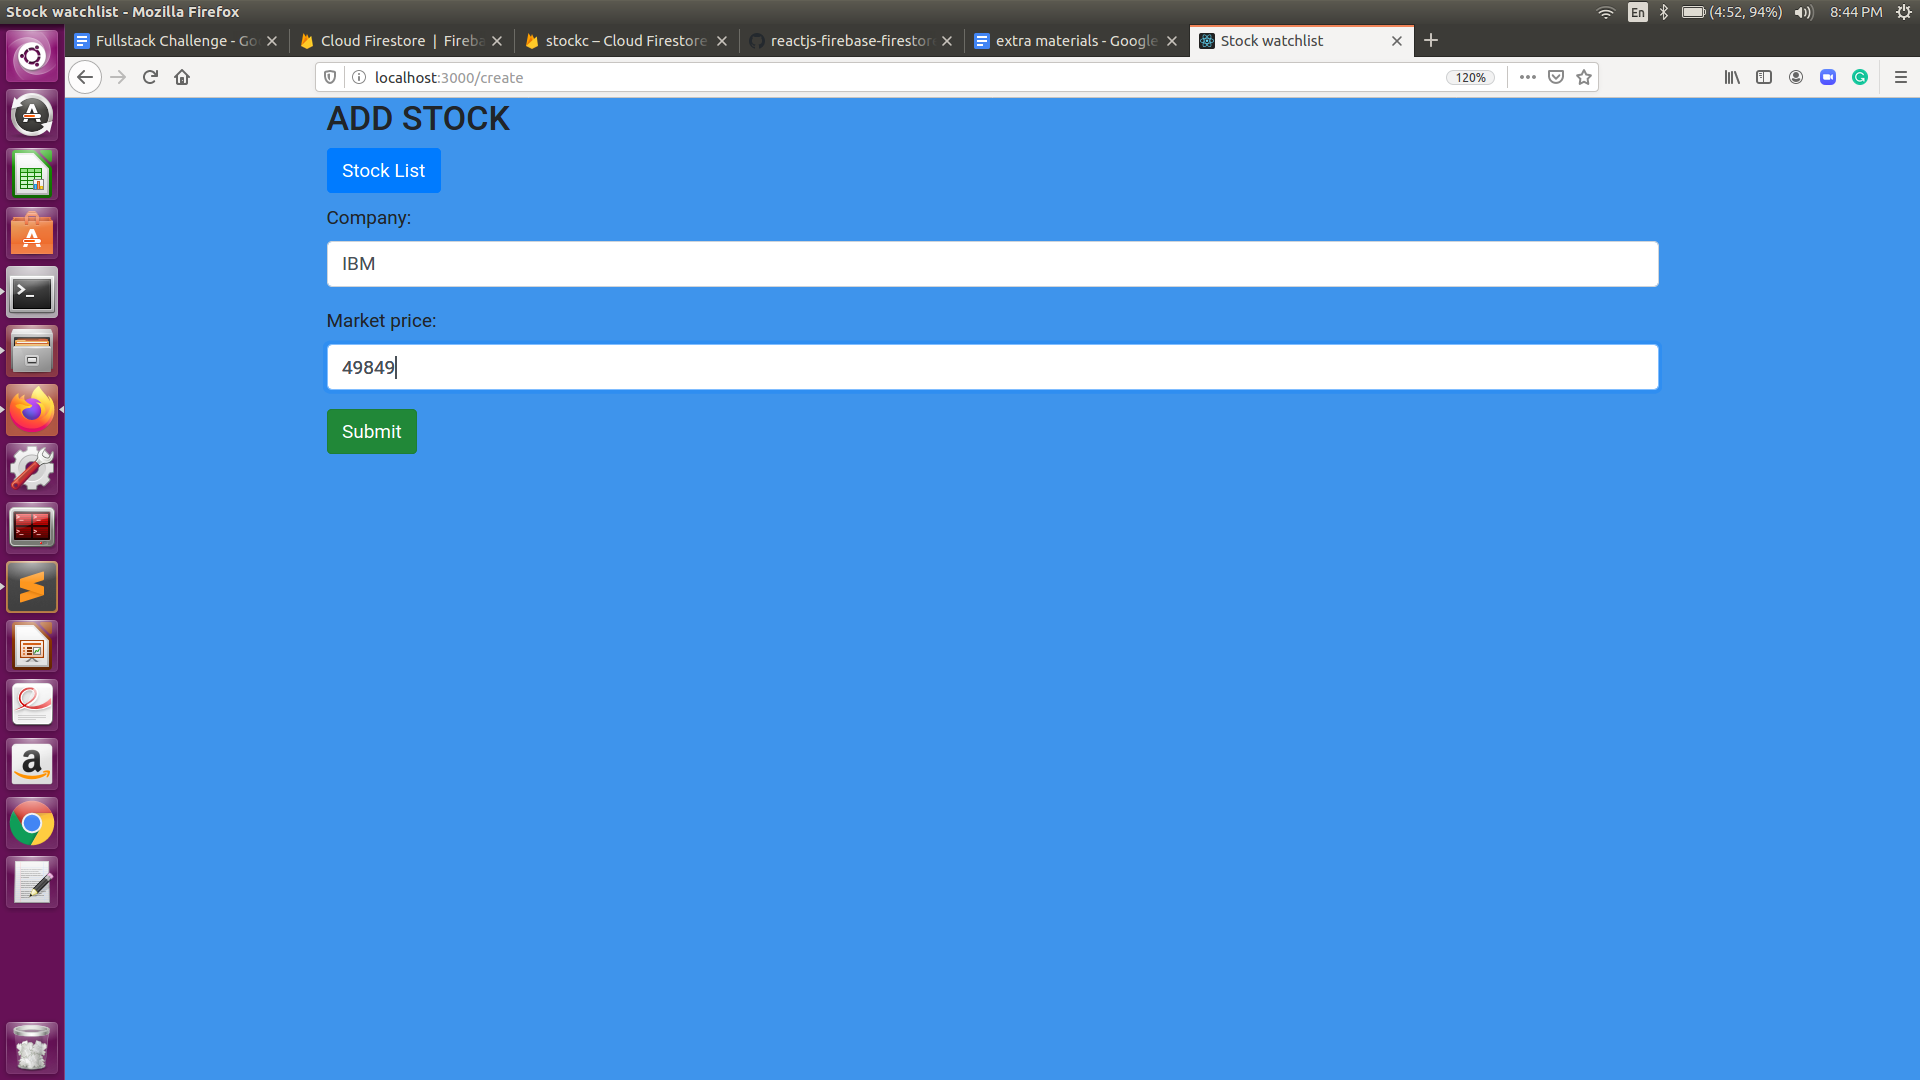 Stock watchlist - Mozilla Firefox
En
(4:52, 94%)
8:44 PM
Fullstack Challenge - Go
Cloud Firestore | Fireba
stockc – Cloud Firestore
reactjs-firebase-firestor
extra materials - Google
Stock watchlist
localhost:3000/create
120%
ADD STOCK
Stock List
Company:
IBM
Market price:
49849
Submit